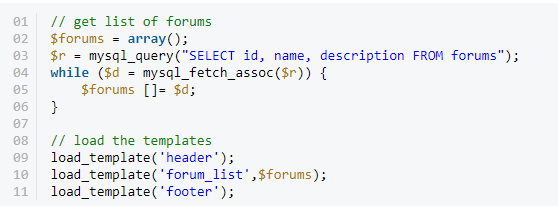 01 // get list of forums
02 $forums = array();
03 $r = mysql_query("SELECT id, name, description FROM forums");
04 while ($d = mysql_fetch_assoc($r)) {
05     $forums []= $d;
06 }
07
08 // load the templates
09 load_template('header');
10 load_template('forum_list',$forums);
11 load_template('footer');